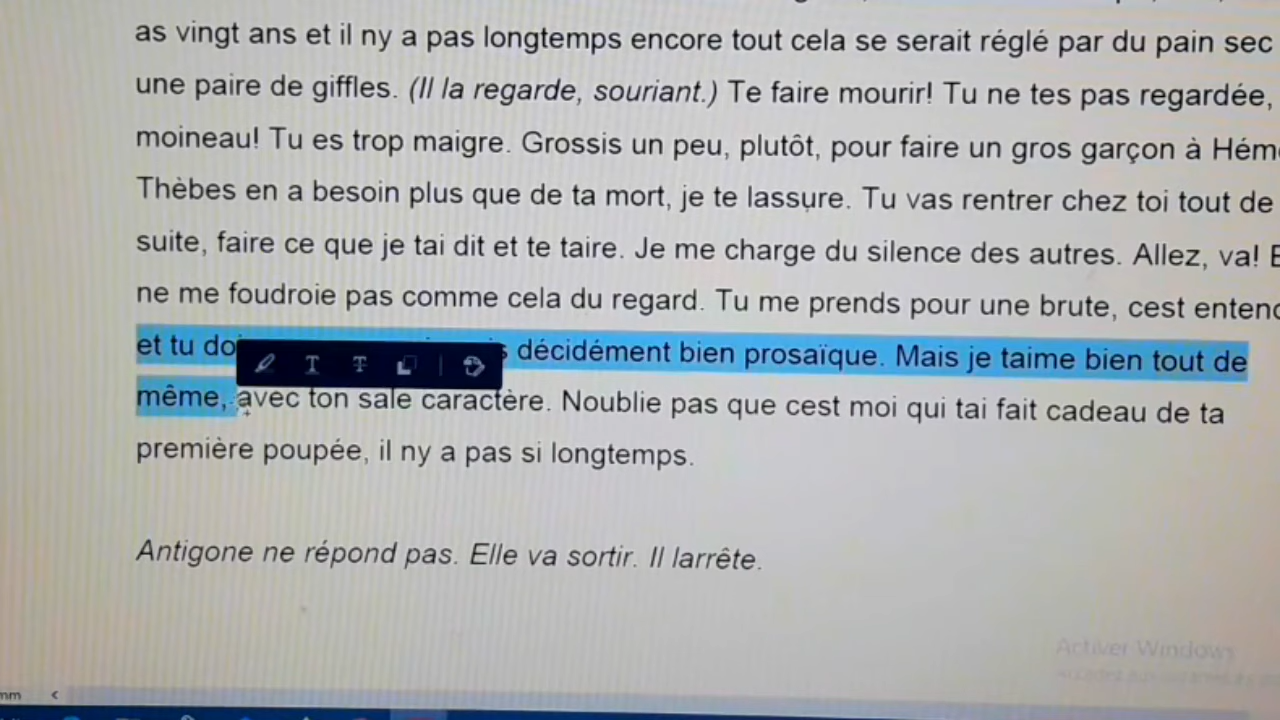 as vingt ans et il ny a pas longtemps encore tout cela se serait réglé par du pain sec
une paire de giffles. (Il la regarde, souriant.) Te faire mourir! Tu ne tes pas regardée,
moineau! Tu es trop maigre. Grossis un peu, plutôt, pour faire un gros garçon à
Thèbes en a besoin plus que de ta mort, je te lassure. Tu vas rentrer chez toi tout de
suite, faire ce que je tai dit et te taire. Je me charge du silence des autres. Allez, va!
ne me foudroie pas comme cela du regard. Tu me prends pour une brute, cest
et tu décidément bien prosaïque. Mais je taime bien tout de
même, avec ton sale caractère. Noublie pas que cest moi qui tai fait cadeau de ta
première poupée, il ny a pas si longtemps.
Antigone ne répond pas. Elle va sortir. Il larrête.
Activer Windows
mm